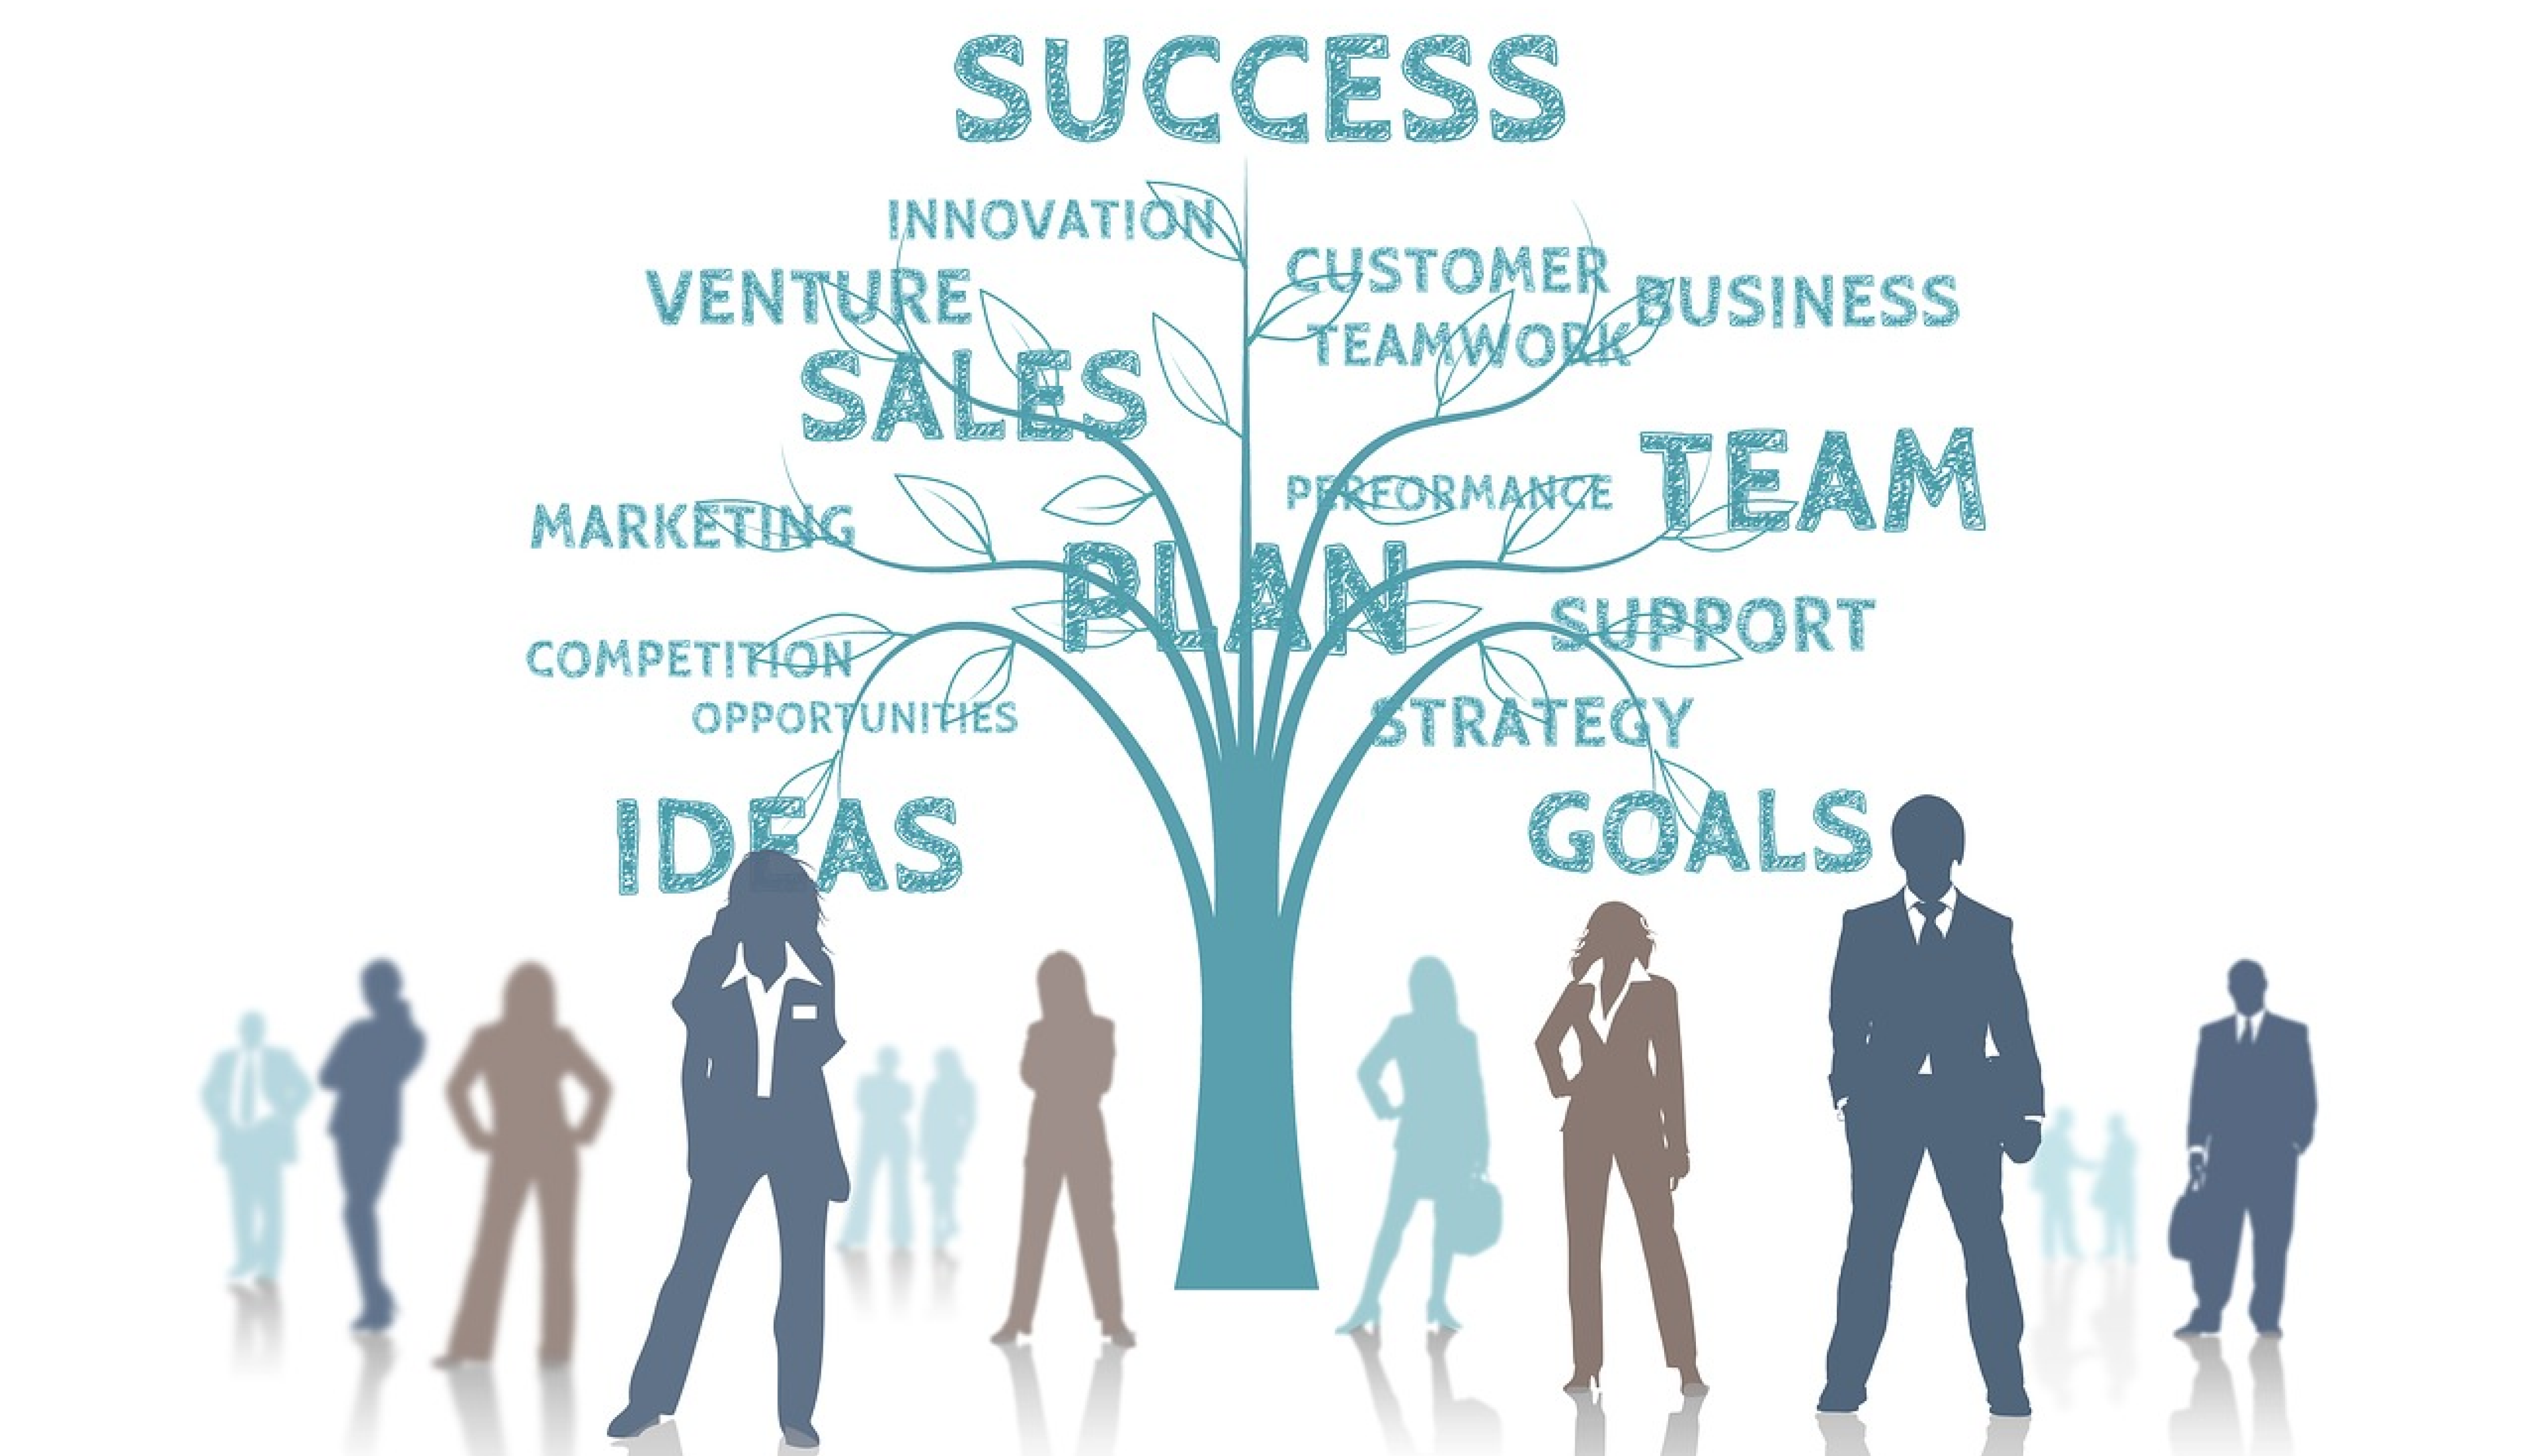 SUCCESS
INNOVATION
CUSTOMER
VENTURE
BUSINESS
TEAMWORK
SALES
TEAM
PERFORMANCE
MARKETING
PLAN
SUPPORT
COMPETITION
OPPORTUNITIES
STRATEGY
IDEAS
GOALS